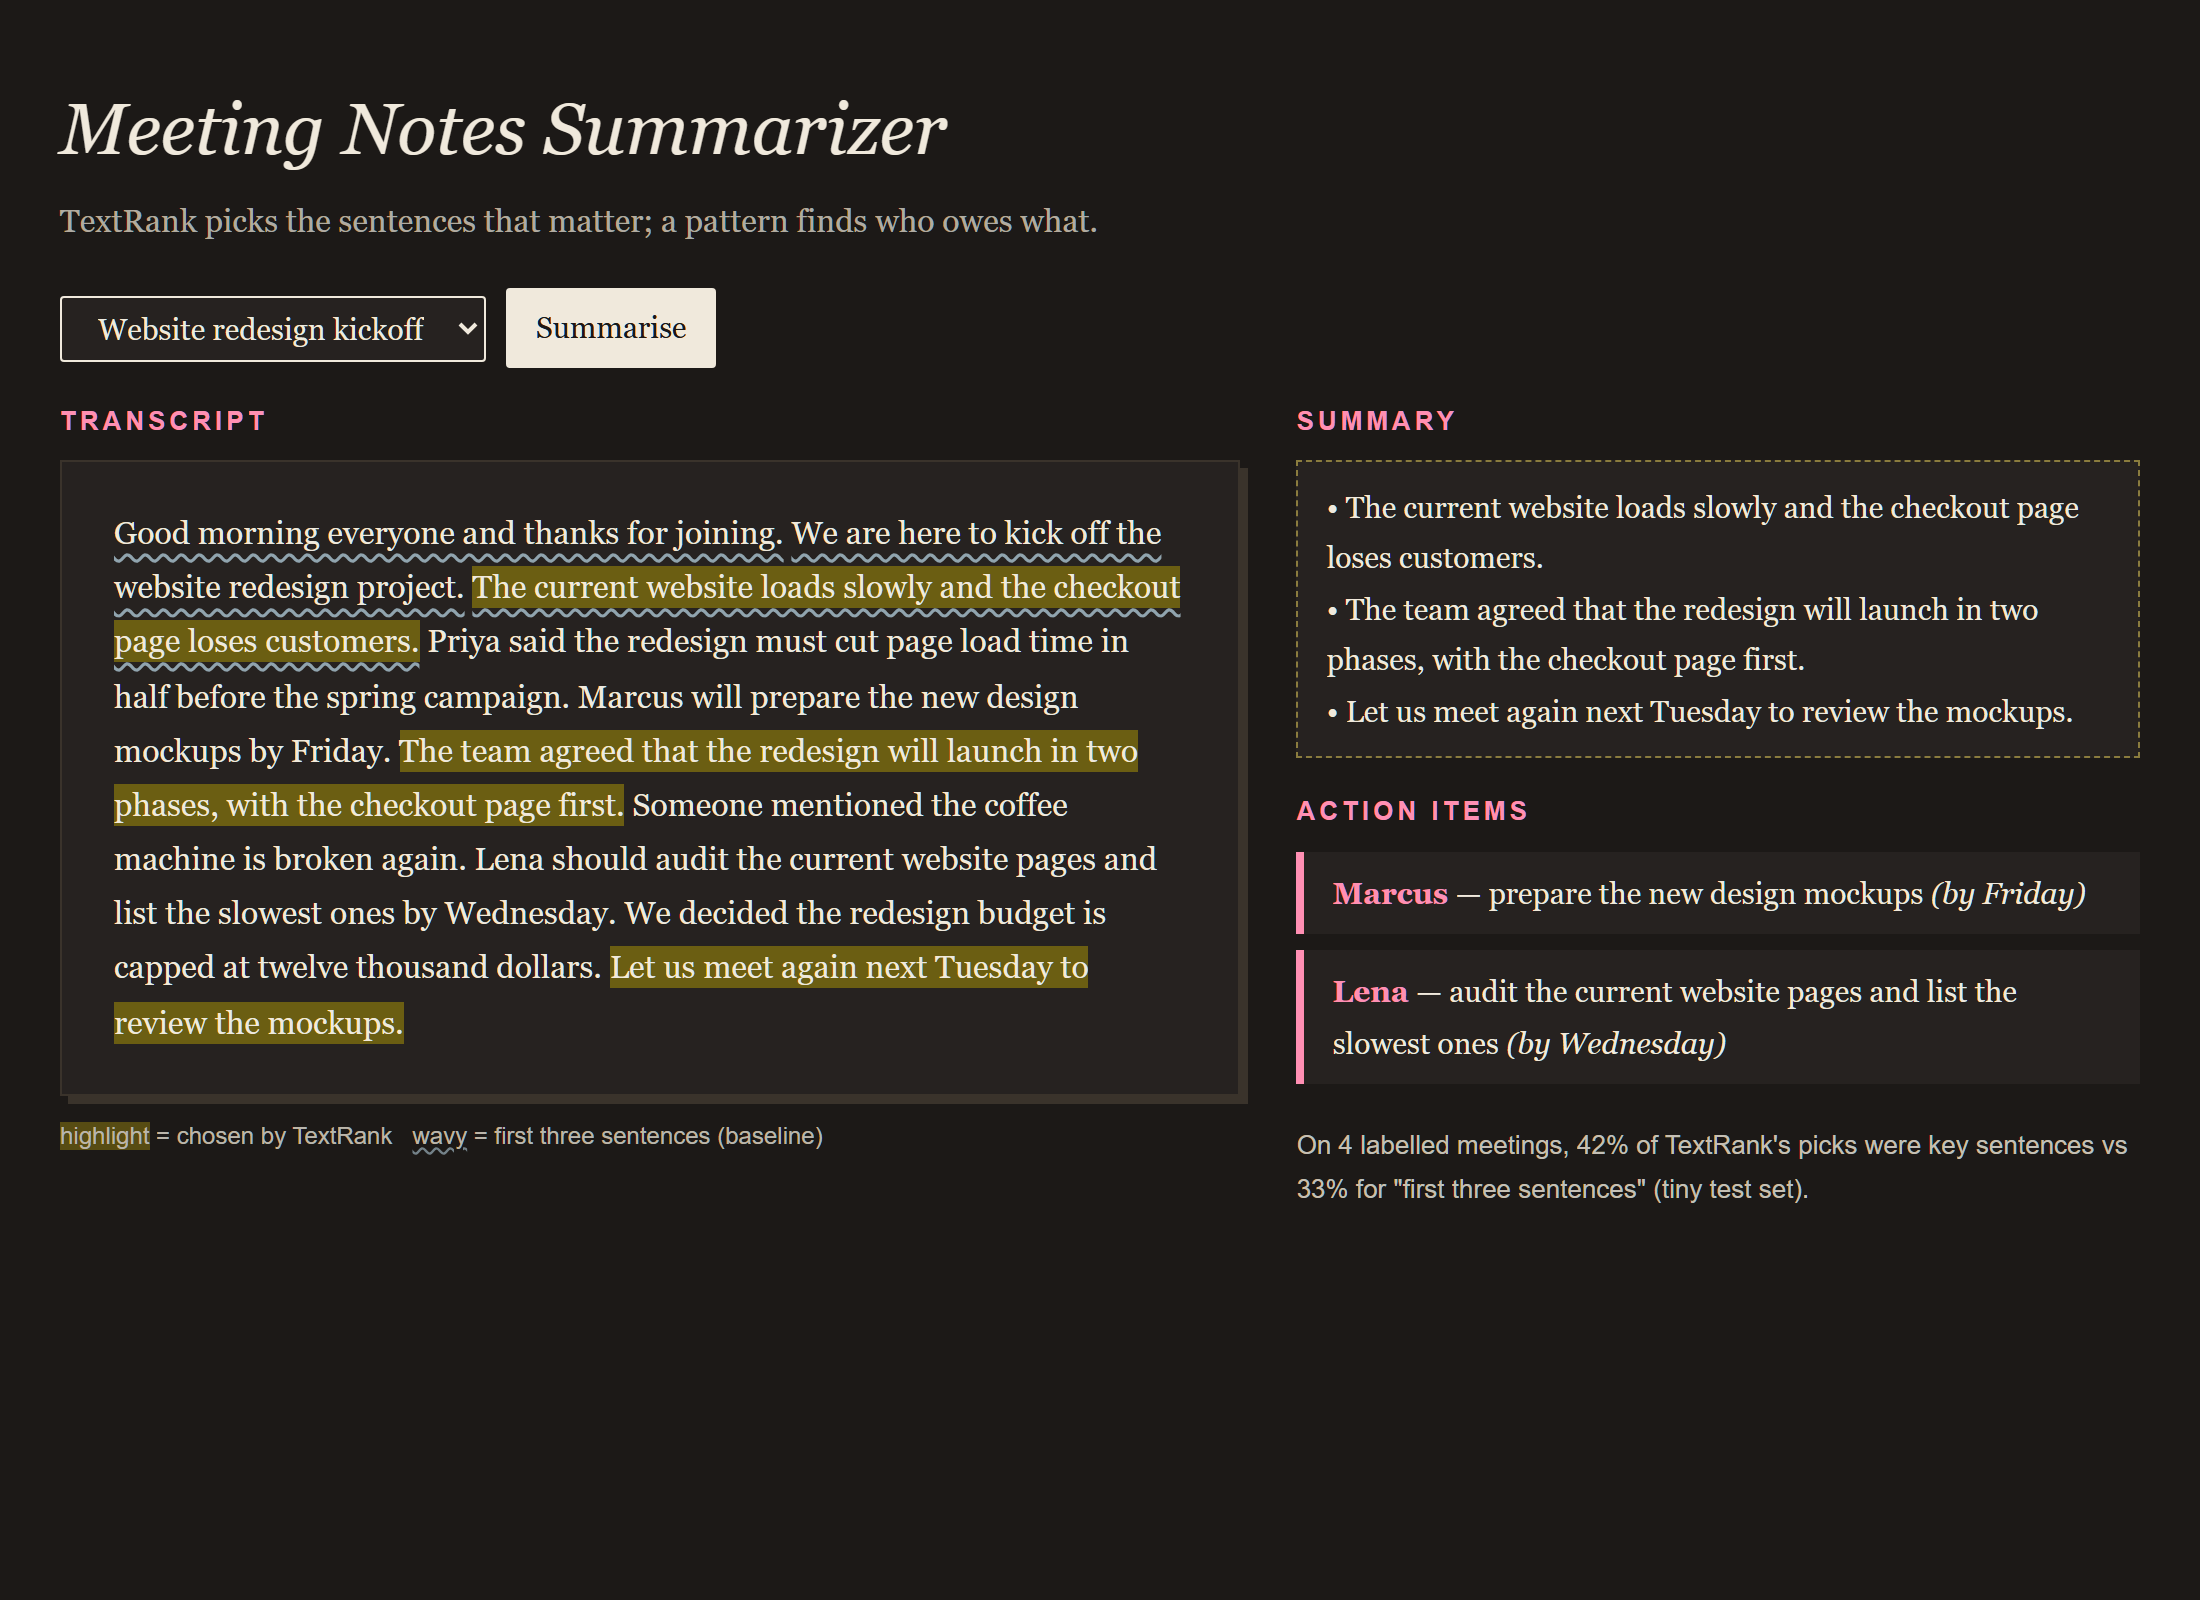 Meeting Notes Summarizer
TextRank picks the sentences that matter; a pattern finds who owes what.
Website redesign kickoff
Summarise
TRANSCRIPT
Good morning everyone and thanks for joining. We are here to kick off the
website redesign project. The current website loads slowly and the checkout
page loses customers. Priya said the redesign must cut page load time in
half before the spring campaign. Marcus will prepare the new design
mockups by Friday. The team agreed that the redesign will launch in two
phases, with the checkout page first. Someone mentioned the coffee
machine is broken again. Lena should audit the current website pages and
list the slowest ones by Wednesday. We decided the redesign budget is
capped at twelve thousand dollars. Let us meet again next Tuesday to
review the mockups.
highlight = chosen by TextRank wavy = first three sentences (baseline)
SUMMARY
• The current website loads slowly and the checkout page
loses customers.
• The team agreed that the redesign will launch in two
phases, with the checkout page first.
• Let us meet again next Tuesday to review the mockups.
ACTION ITEMS
Marcus — prepare the new design mockups (by Friday)
Lena — audit the current website pages and list the
slowest ones (by Wednesday)
On 4 labelled meetings, 42% of TextRank's picks were key sentences vs
33% for "first three sentences" (tiny test set).